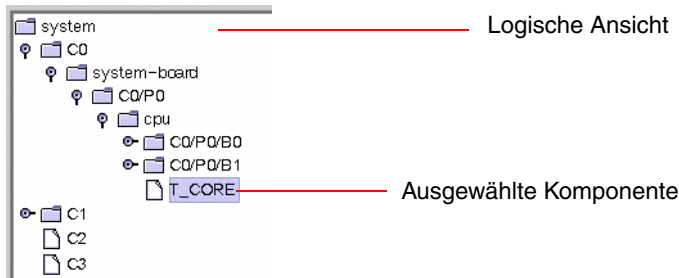 system
Logische Ansicht
C0
system-board
C0/P0
cpu
C0/P0/B0
C0/P0/B1
T_CORE
Ausgewählte Komponente
C1
C2
C3